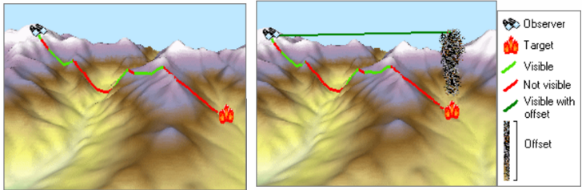 Observer
Target
Visible
Not visible
Visible with
offset
Offset